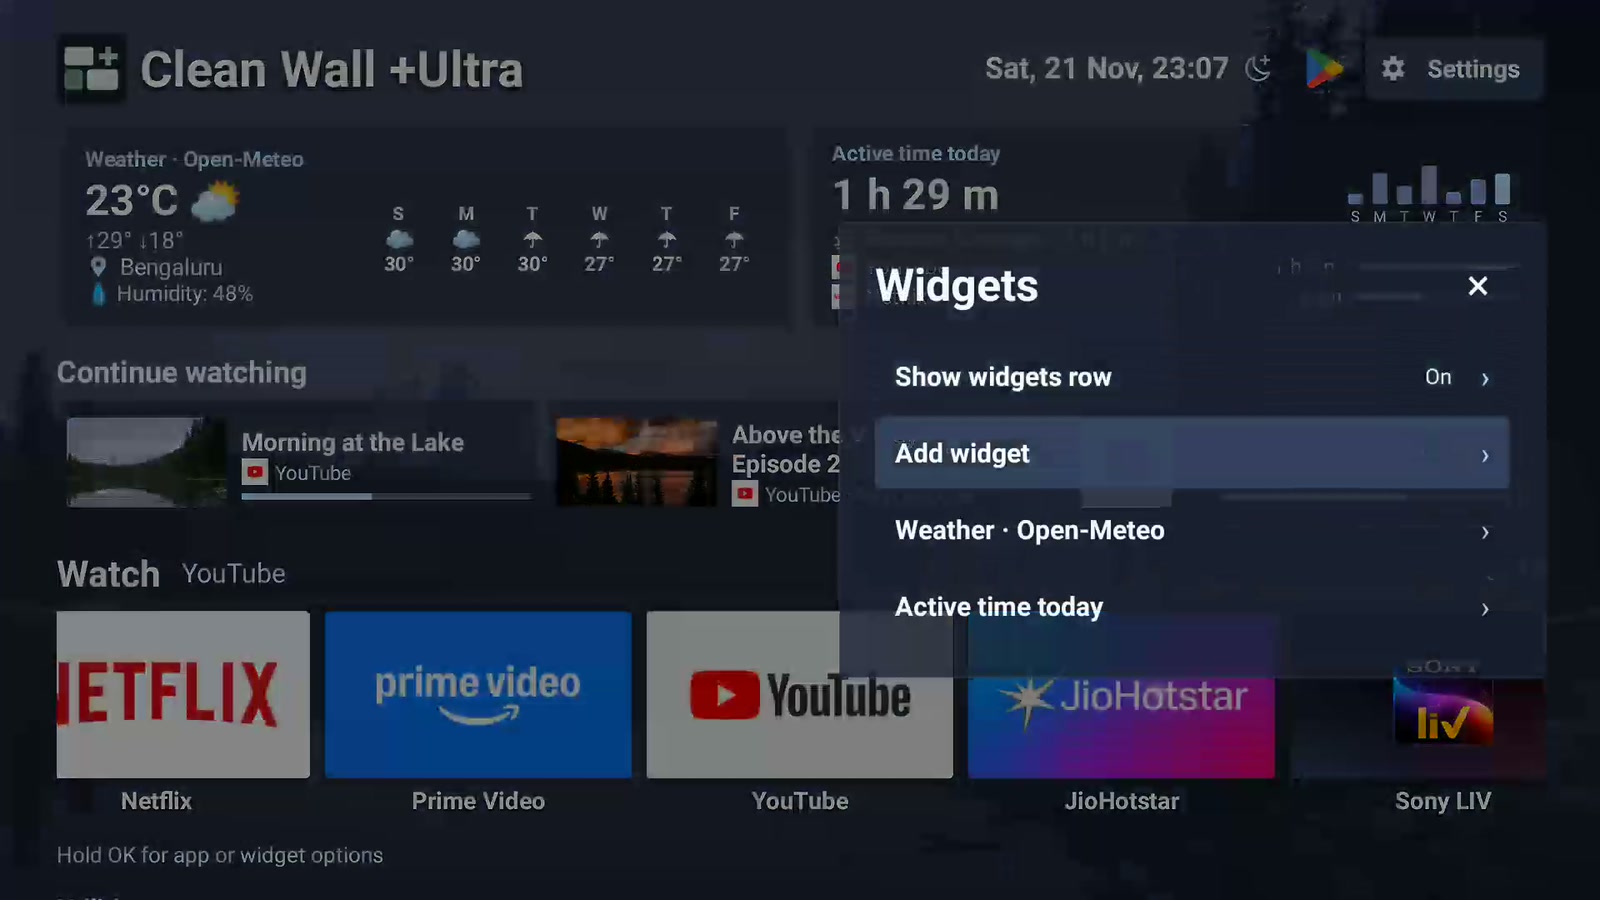 Clean Wall +Ultra
Sat, 21 Nov, 23:07
Settings
Weather · Open-Meteo
23°C
↑29° ↓18°
Bengaluru
Humidity: 48%
S M T W T F
30° 30° 30° 27° 27° 27°
Active time today
1 h 29 m
S M T W T F S
Widgets
Show widgets row On
Add widget
Weather · Open-Meteo
Active time today
Continue watching
Morning at the Lake
YouTube
Above the
Episode 2
YouTube
Watch YouTube
NETFLIX
prime video
YouTube
JioHotstar
SONY
liv
Netflix
Prime Video
YouTube
JioHotstar
Sony LIV
Hold OK for app or widget options